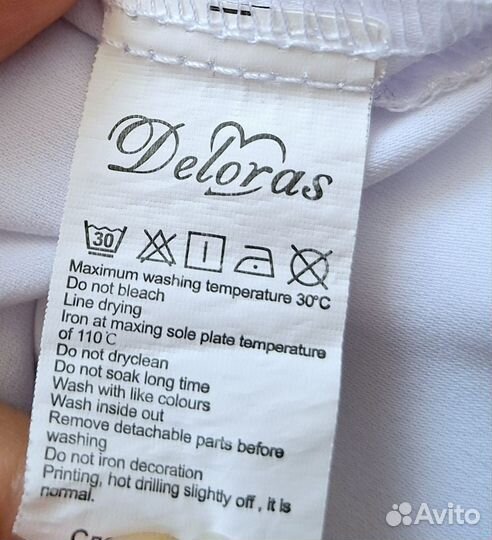 Deloras
30
Maximum washing temperature 30°C
Do not bleach
Line drying
Iron at maxing sole plate temperature
of 110℃
Do not dryclean
Do not soak long time
Wash with like colours
Wash inside out
Remove detachable parts before
washing
Do not iron decoration
Printing, hot drilling slightly off , it is
normal.
Avito